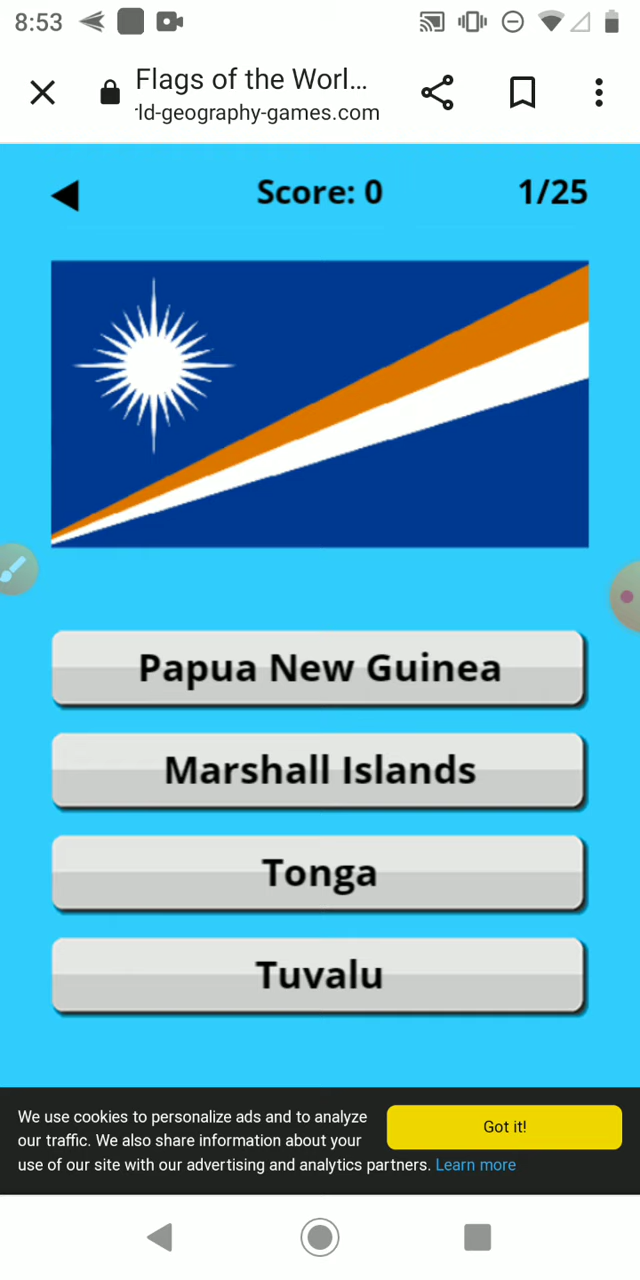 8:53
Flags of the Worl...
rld-geography-games.com
Score: 0
1/25
Papua New Guinea
Marshall Islands
Tonga
Tuvalu
We use cookies to personalize ads and to analyze
our traffic. We also share information about your
use of our site with our advertising and analytics partners. Learn more
Got it!